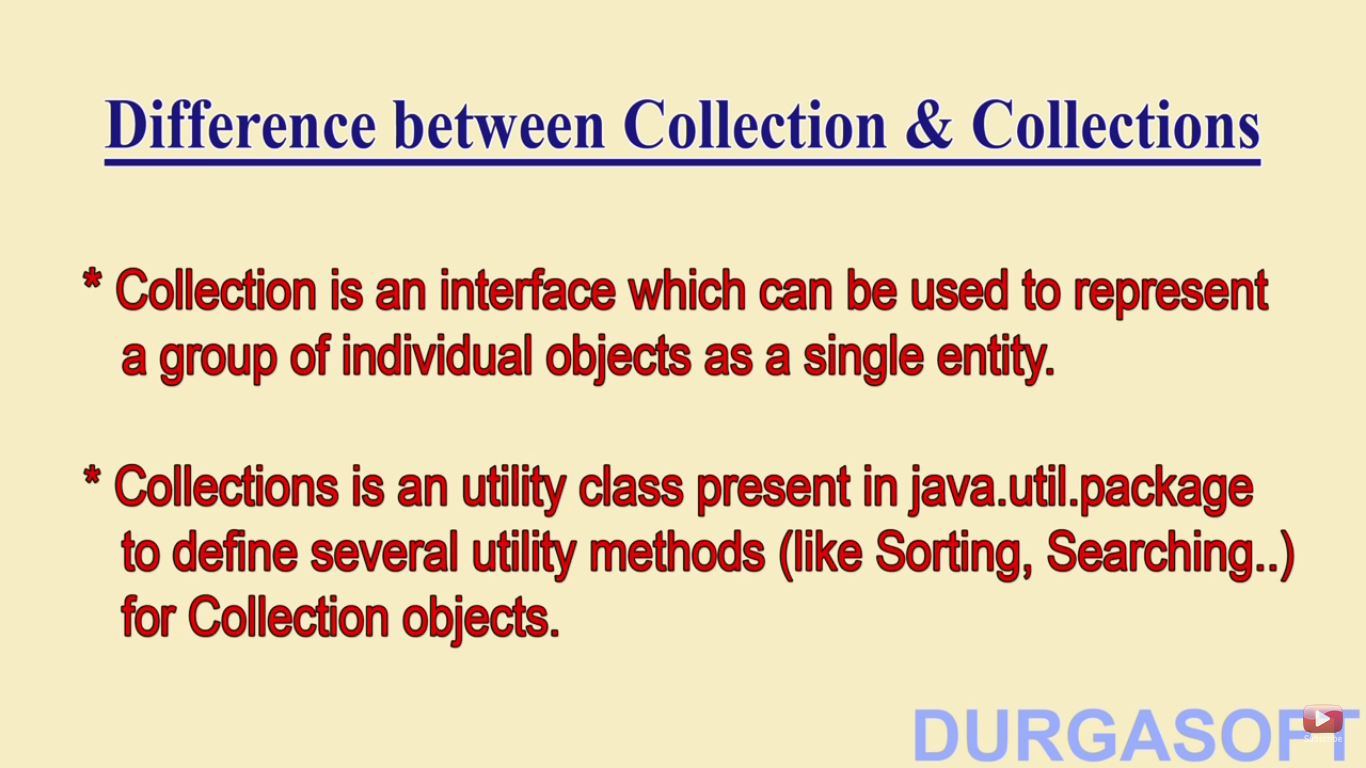 Difference between Collection & Collections
* Collection is an interface which can be used to represent
a group of individual objects as a single entity.
* Collections is an utility class present in java.util.package
to define several utility methods (like Sorting, Searching..)
for Collection objects.
DURGASOFT
Subscribe